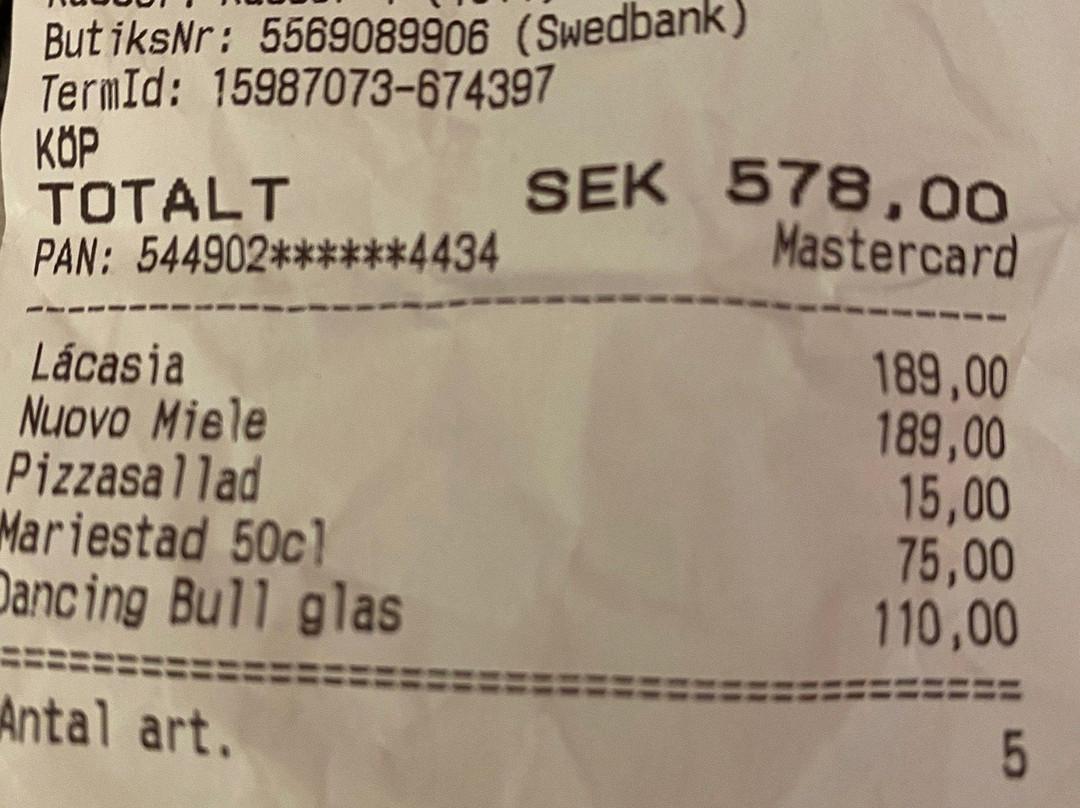 ButiksNr: 5569089906 (Swedbank)
TermId: 15987073-674397
KÖP
TOTALT SEK 578,00
PAN: 544902******4434 Mastercard
Lácasia 189,00
Nuovo Miele 189,00
Pizzasallad 15,00
Mariestad 50cl 75,00
Dancing Bull glas 110,00
Antal art. 5